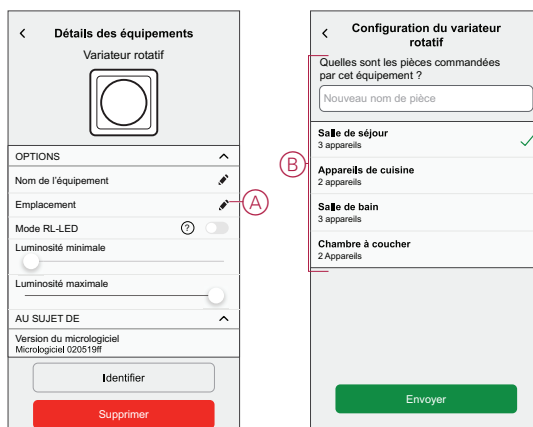 Détails des équipements
Variateur rotatif
OPTIONS
Nom de l'équipement
Emplacement
A
Mode RL-LED
?
Luminosité minimale
Luminosité maximale
AU SUJET DE
Version du micrologiciel
Micrologiciel 020519ff
Identifier
Supprimer
Configuration du variateur
rotatif
Quelles sont les pièces commandées
par cet équipement ?
Nouveau nom de pièce
B
Salle de séjour
3 appareils
Appareils de cuisine
2 appareils
Salle de bain
3 appareils
Chambre à coucher
2 Appareils
Envoyer